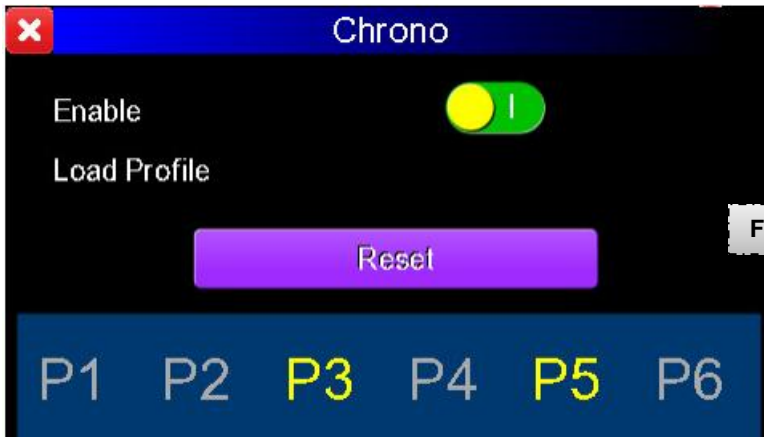 Chrono
Enable
I
Load Profile
F
Reset
P1 P2 P3 P4 P5 P6